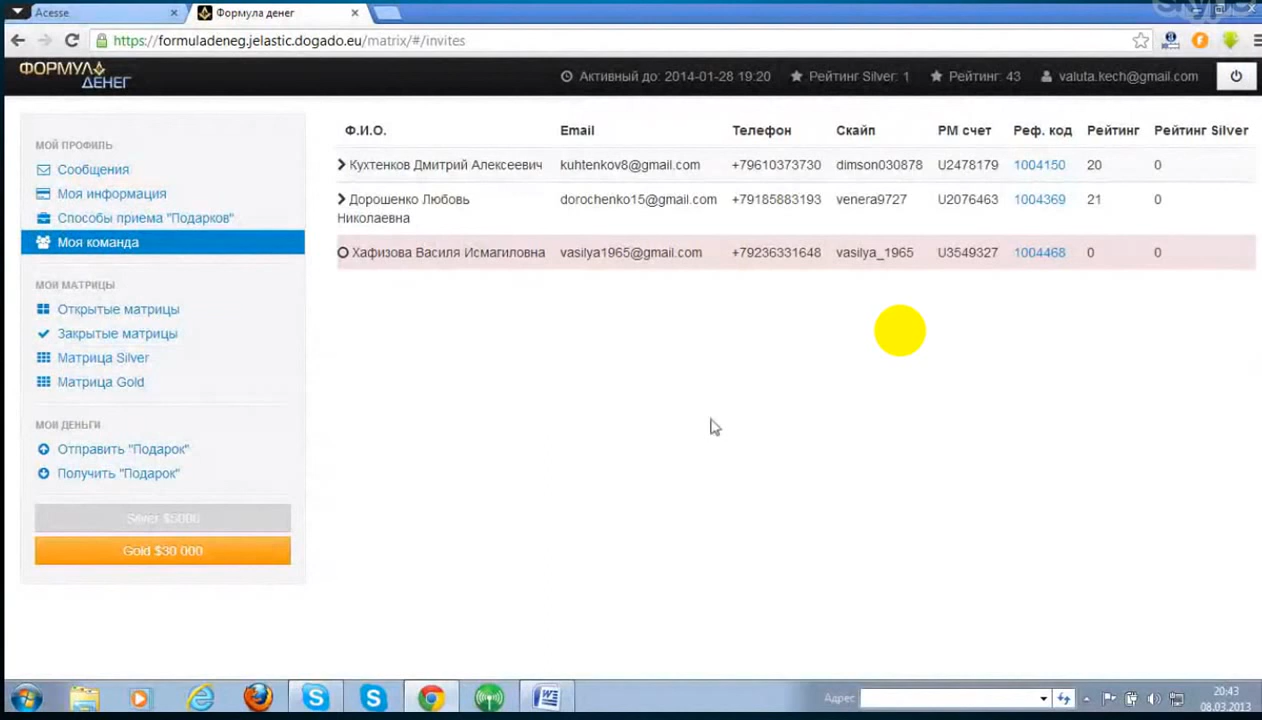 Acesse
Формула денег
Skype
https://formuladeneg.jelastic.dogado.eu/matrix/#/invites
ФОРМУЛА
ДЕНЕГ
Активный до: 2014-01-28 19:20
Рейтинг Silver: 1
Рейтинг: 43
valuta.kech@gmail.com
МОЙ ПРОФИЛЬ
Сообщения
Моя информация
Способы приема "Подарков"
Моя команда
МОИ МАТРИЦЫ
Открытые матрицы
Закрытые матрицы
Матрица Silver
Матрица Gold
МОИ ДЕНЬГИ
Отправить "Подарок"
Получить "Подарок"
Silver $5000
Gold $30 000
Ф.И.О. Email Телефон Скайп PM счет Реф. код Рейтинг Рейтинг Silver
Кухтенков Дмитрий Алексеевич kuhtenkov8@gmail.com +79610373730 dimson030878 U2478179 1004150 20 0
Дорошенко Любовь dorochenko15@gmail.com +79185883193 venera9727 U2076463 1004369 21 0
Николаевна
Хафизова Василя Исмагиловна vasilya1965@gmail.com +79236331648 vasilya_1965 U3549327 1004468 0 0
Адрес
20:43
08.03.2013